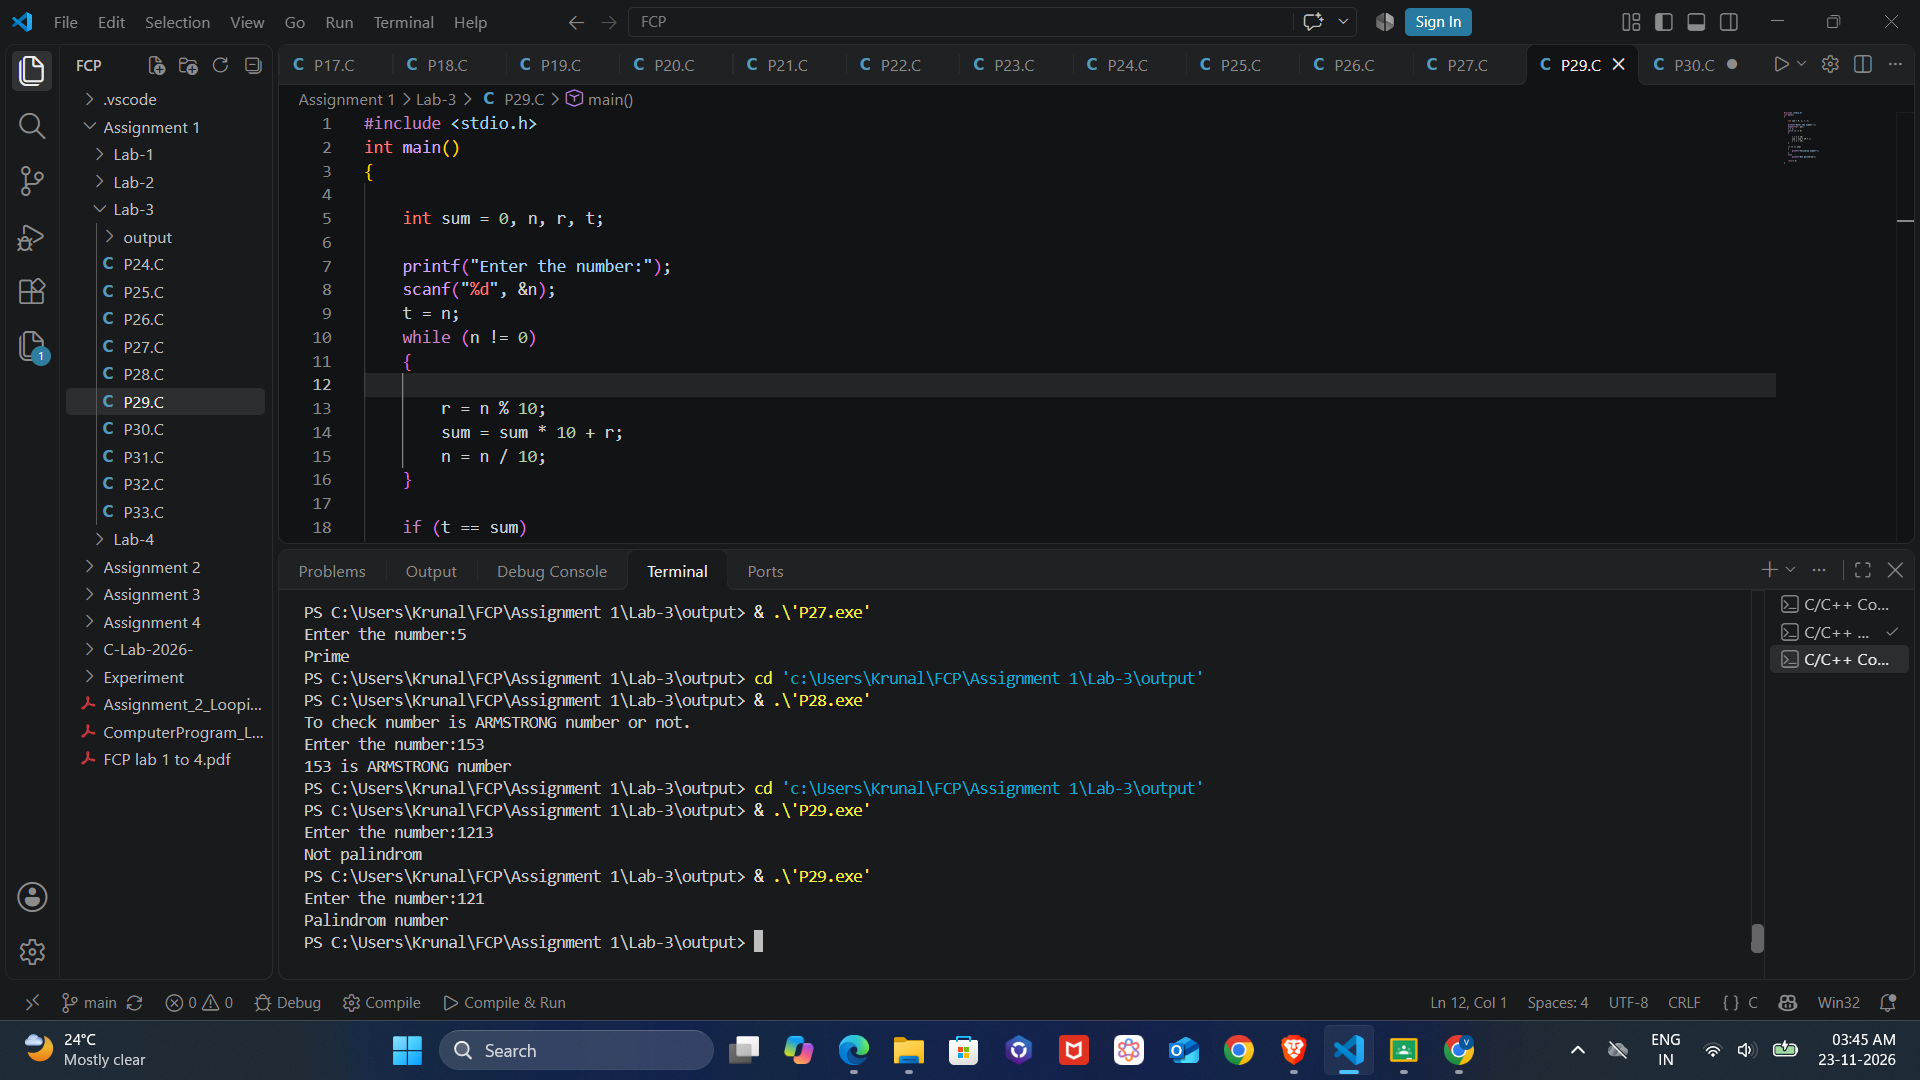 File Edit Selection View Go Run Terminal Help
FCP
Sign In
FCP
P17.C P18.C P19.C P20.C P21.C P22.C P23.C P24.C P25.C P26.C P27.C P29.C P30.C
Assignment 1 > Lab-3 > C P29.C > main()
.vscode
Assignment 1
Lab-1
Lab-2
Lab-3
output
C P24.C
C P25.C
C P26.C
C P27.C
C P28.C
C P29.C
C P30.C
C P31.C
C P32.C
C P33.C
Lab-4
Assignment 2
Assignment 3
Assignment 4
C-Lab-2026-
Experiment
Assignment_2_Loopi...
ComputerProgram_L...
FCP lab 1 to 4.pdf
1
1 #include <stdio.h>
2 int main()
3 {
4
5 int sum = 0, n, r, t;
6
7 printf("Enter the number:");
8 scanf("%d", &n);
9 t = n;
10 while (n != 0)
11 {
12
13 r = n % 10;
14 sum = sum * 10 + r;
15 n = n / 10;
16 }
17
18 if (t == sum)
Problems Output Debug Console Terminal Ports
PS C:\Users\Krunal\FCP\Assignment 1\Lab-3\output> & .\'P27.exe'
Enter the number:5
Prime
PS C:\Users\Krunal\FCP\Assignment 1\Lab-3\output> cd 'c:\Users\Krunal\FCP\Assignment 1\Lab-3\output'
PS C:\Users\Krunal\FCP\Assignment 1\Lab-3\output> & .\'P28.exe'
To check number is ARMSTRONG number or not.
Enter the number:153
153 is ARMSTRONG number
PS C:\Users\Krunal\FCP\Assignment 1\Lab-3\output> cd 'c:\Users\Krunal\FCP\Assignment 1\Lab-3\output'
PS C:\Users\Krunal\FCP\Assignment 1\Lab-3\output> & .\'P29.exe'
Enter the number:1213
Not palindrom
PS C:\Users\Krunal\FCP\Assignment 1\Lab-3\output> & .\'P29.exe'
Enter the number:121
Palindrom number
PS C:\Users\Krunal\FCP\Assignment 1\Lab-3\output>
C/C++ Co...
C/C++ ...
C/C++ Co...
main 0 0 Debug Compile Compile & Run
Ln 12, Col 1 Spaces: 4 UTF-8 CRLF {} C Win32
24°C
Mostly clear
Search
ENG
IN
03:45 AM
23-11-2026